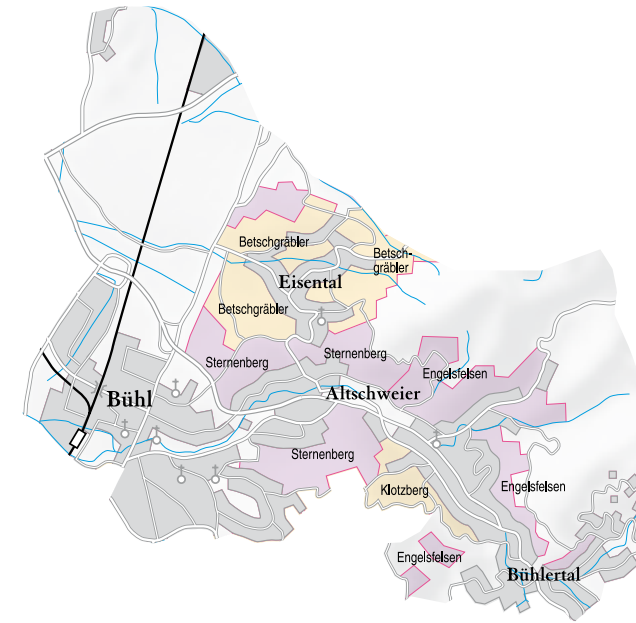 Betschgräbler
Betsch-
gräbler
Eisental
Betschgräbler
Sternenberg
Sternenberg
Engelsfelsen
Bühl
Altschweier
Sternenberg
Klotzberg
Engelsfelsen
Engelsfelsen
Bühlertal